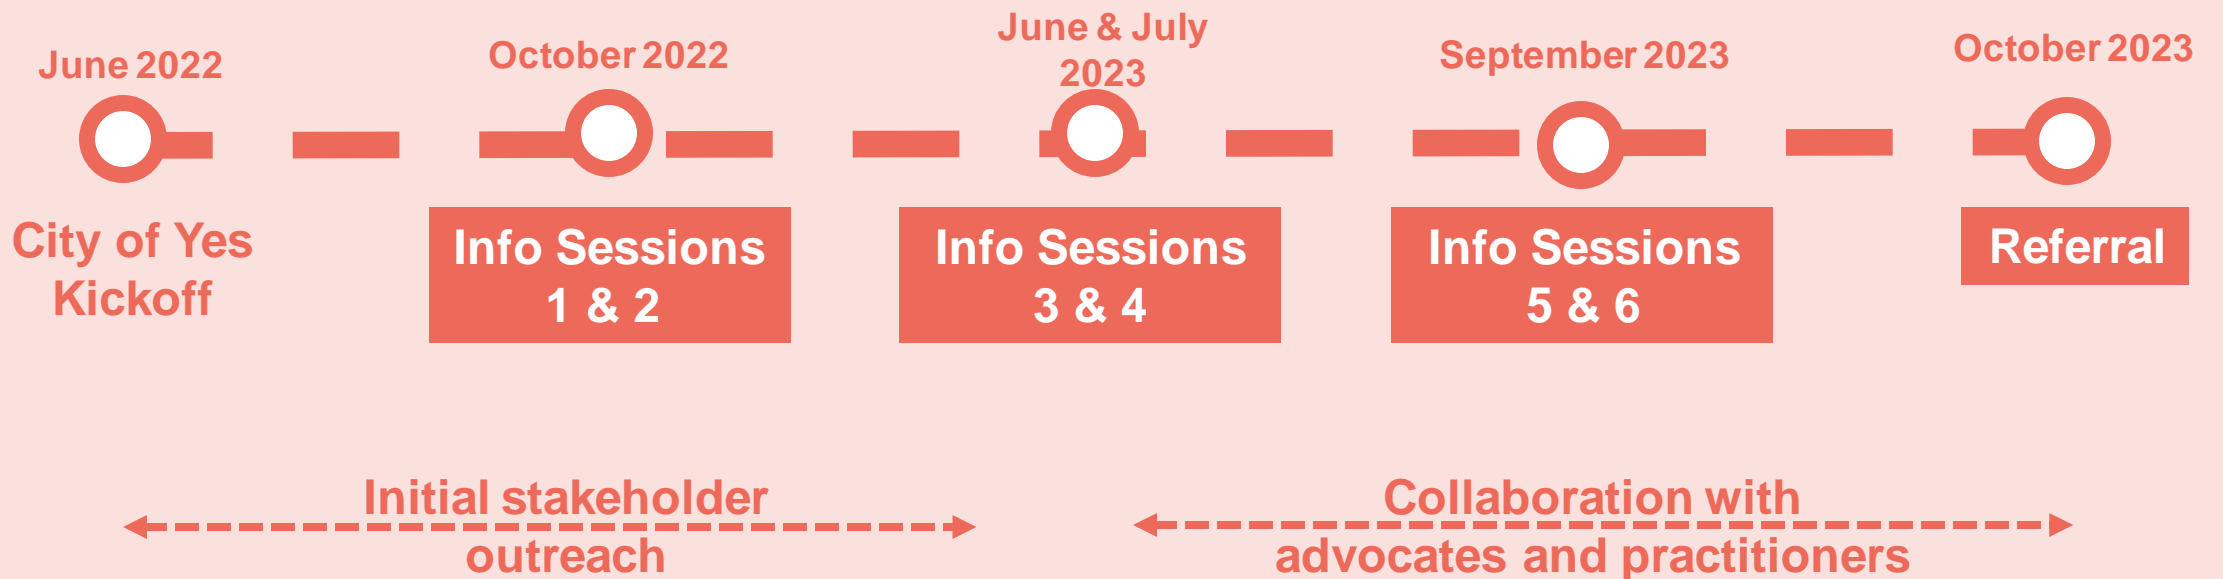 June 2022
October 2022
June & July
2023
September 2023
October 2023
City of Yes
Kickoff
Info Sessions
1 & 2
Info Sessions
3 & 4
Info Sessions
5 & 6
Referral
Initial stakeholder
outreach
Collaboration with
advocates and practitioners